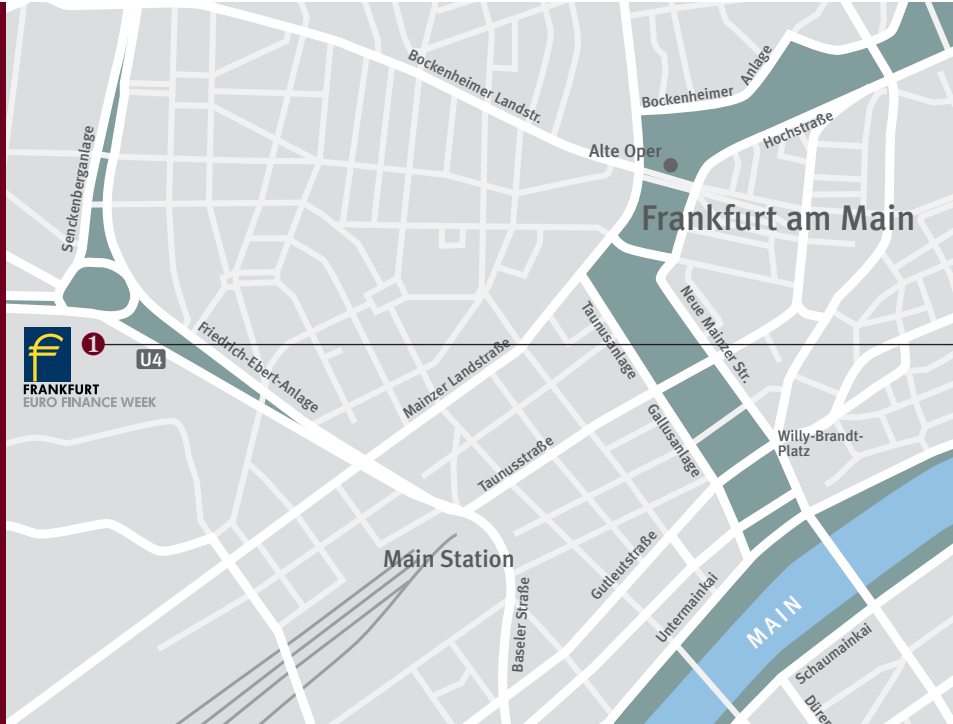 Bockenheimer Landstr.
Bockenheimer Anlage
Hochstraße
Alte Oper
Senckenberganlage
Frankfurt am Main
Taunusanlage
Neue Mainzer Str.
1
U4
FRANKFURT
EURO FINANCE WEEK
Friedrich-Ebert-Anlage
Mainzer Landstraße
Gallusanlage
Willy-Brandt-
Platz
Taunusstraße
Main Station
Gutleutstraße
Untermainkai
Baseler Straße
MAIN
Schaumainkai
Dürer